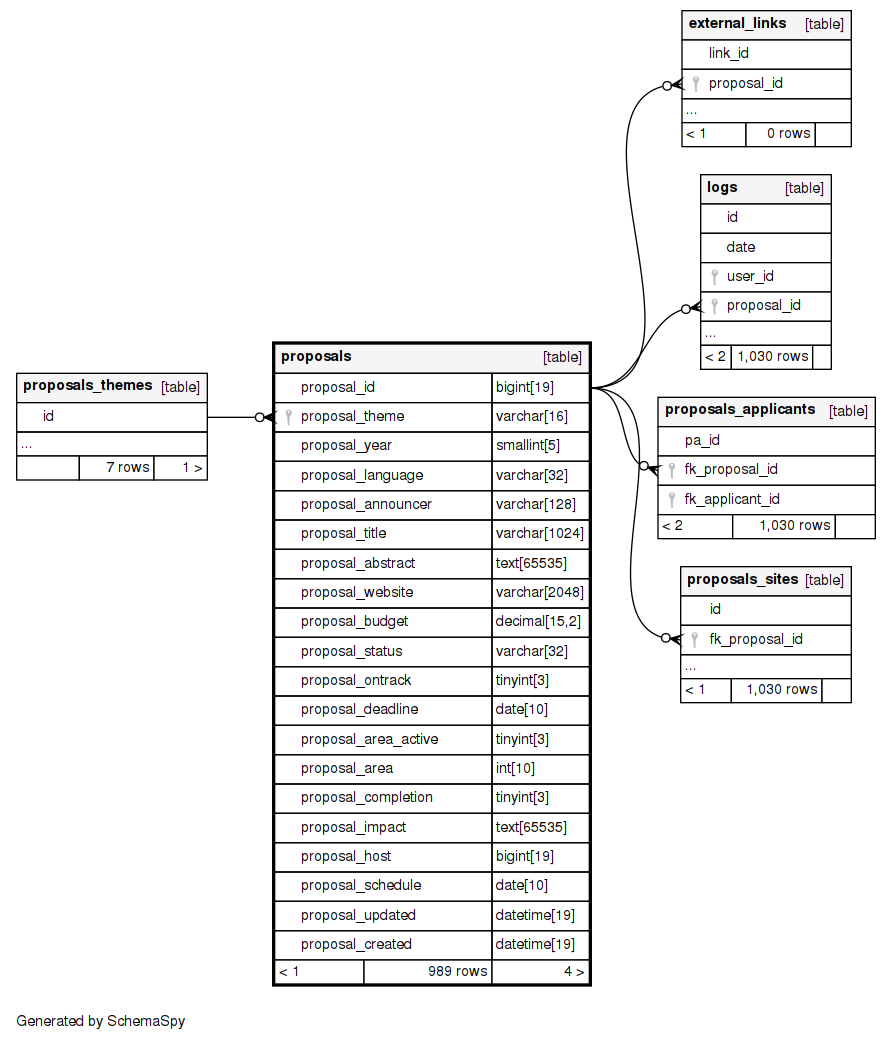 external_links [table]
link_id
proposal_id
...
< 1 0 rows
logs [table]
id
date
user_id
proposal_id
...
< 2 1,030 rows
proposals [table]
proposal_id bigint[19]
proposal_theme varchar[16]
proposal_year smallint[5]
proposal_language varchar[32]
proposal_announcer varchar[128]
proposal_title varchar[1024]
proposal_abstract text[65535]
proposal_website varchar[2048]
proposal_budget decimal[15,2]
proposal_status varchar[32]
proposal_ontrack tinyint[3]
proposal_deadline date[10]
proposal_area_active tinyint[3]
proposal_area int[10]
proposal_completion tinyint[3]
proposal_impact text[65535]
proposal_host bigint[19]
proposal_schedule date[10]
proposal_updated datetime[19]
proposal_created datetime[19]
< 1 989 rows 4 >
proposals_themes [table]
id
...
7 rows 1 >
proposals_applicants [table]
pa_id
fk_proposal_id
fk_applicant_id
< 2 1,030 rows
proposals_sites [table]
id
fk_proposal_id
...
< 1 1,030 rows
Generated by SchemaSpy